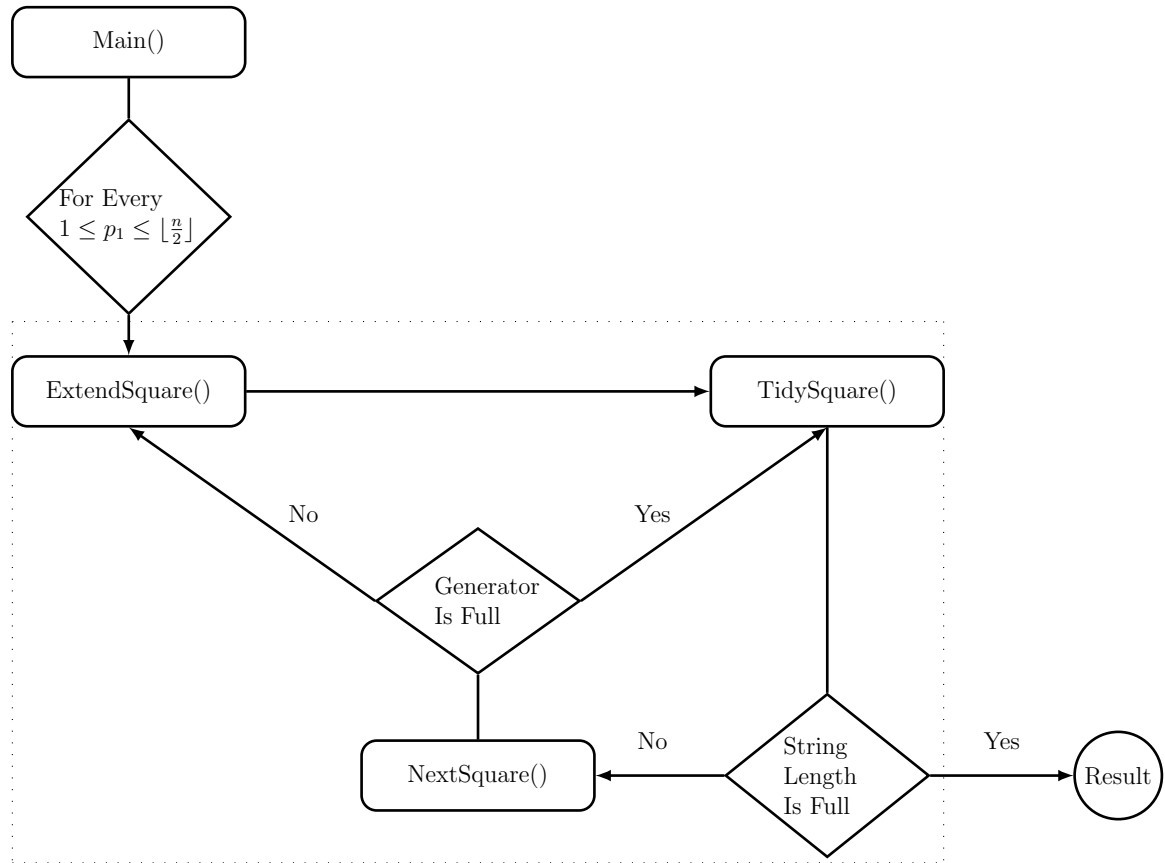 Main()
For Every
1 ≤ p₁ ≤ ⌊n/2⌋
ExtendSquare()
TidySquare()
No
Yes
Generator
Is Full
No
Yes
String
Length
Is Full
NextSquare()
Result